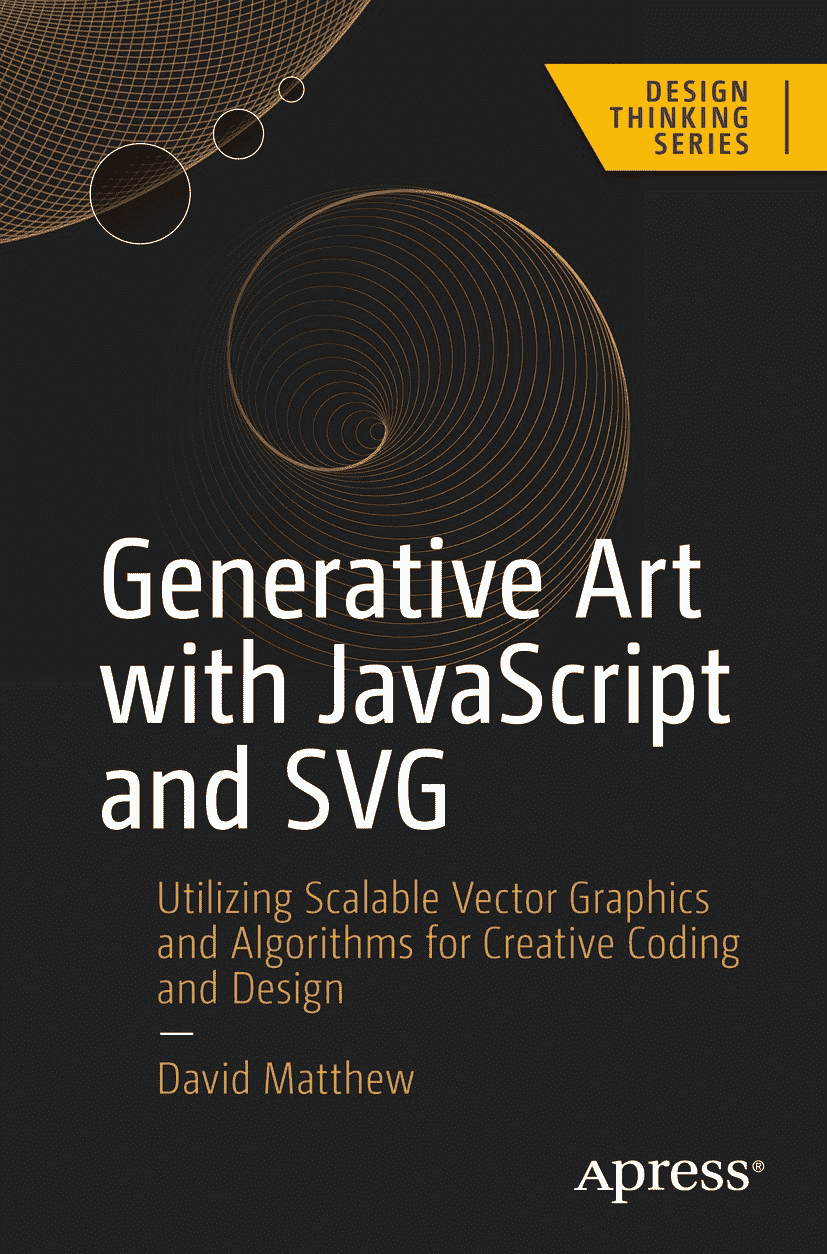 DESIGN
THINKING
SERIES
Generative Art
with JavaScript
and SVG
Utilizing Scalable Vector Graphics
and Algorithms for Creative Coding
and Design
—
David Matthew
Apress®